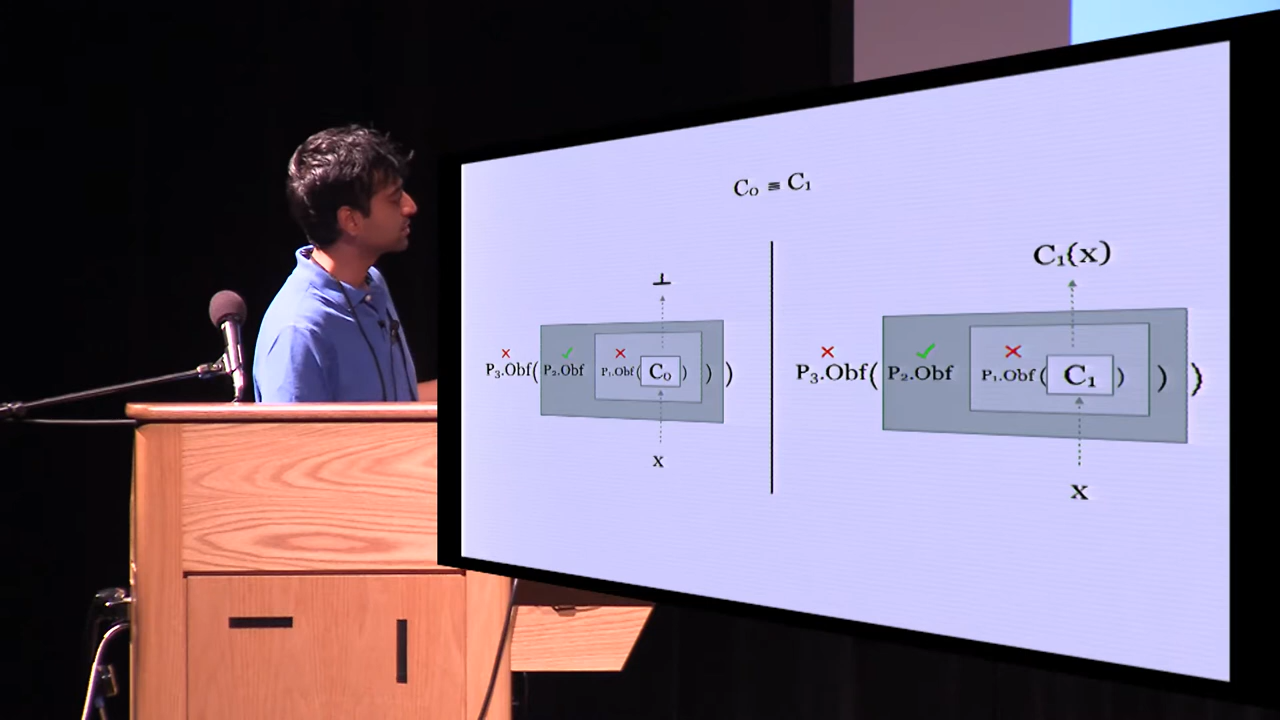 C₀ ≡ C₁
⊥
P₃.Obf( P₂.Obf P₁.Obf( C₀ ) ) )
x
C₁(x)
P₃.Obf( P₂.Obf P₁.Obf( C₁ ) ) )
x